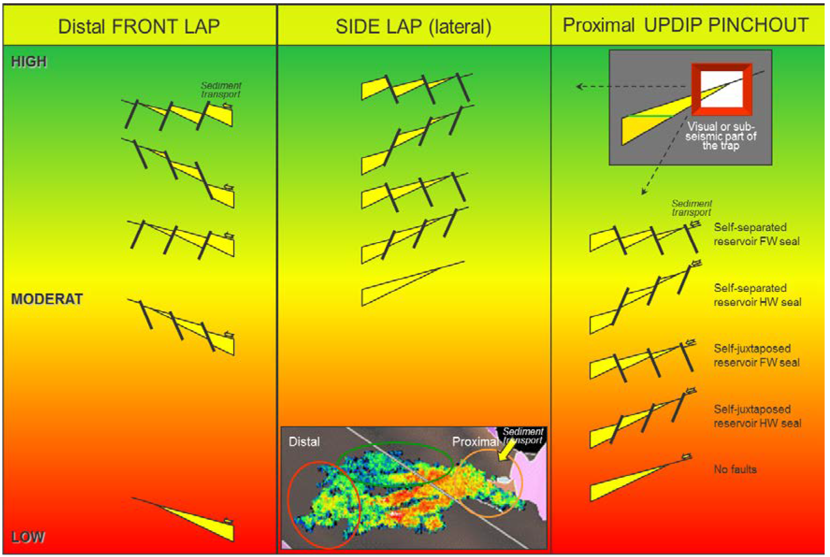 Distal FRONT LAP
SIDE LAP (lateral)
Proximal UPDIP PINCHOUT
HIGH
Sediment
transport
Visual or sub-
seismic part of
the trap
Sediment
transport
Self-separated
reservoir FW seal
MODERAT
Self-separated
reservoir HW seal
Self-juxtaposed
reservoir FW seal
Self-juxtaposed
reservoir HW seal
No faults
Distal
Proximal
Sediment
transport
LOW